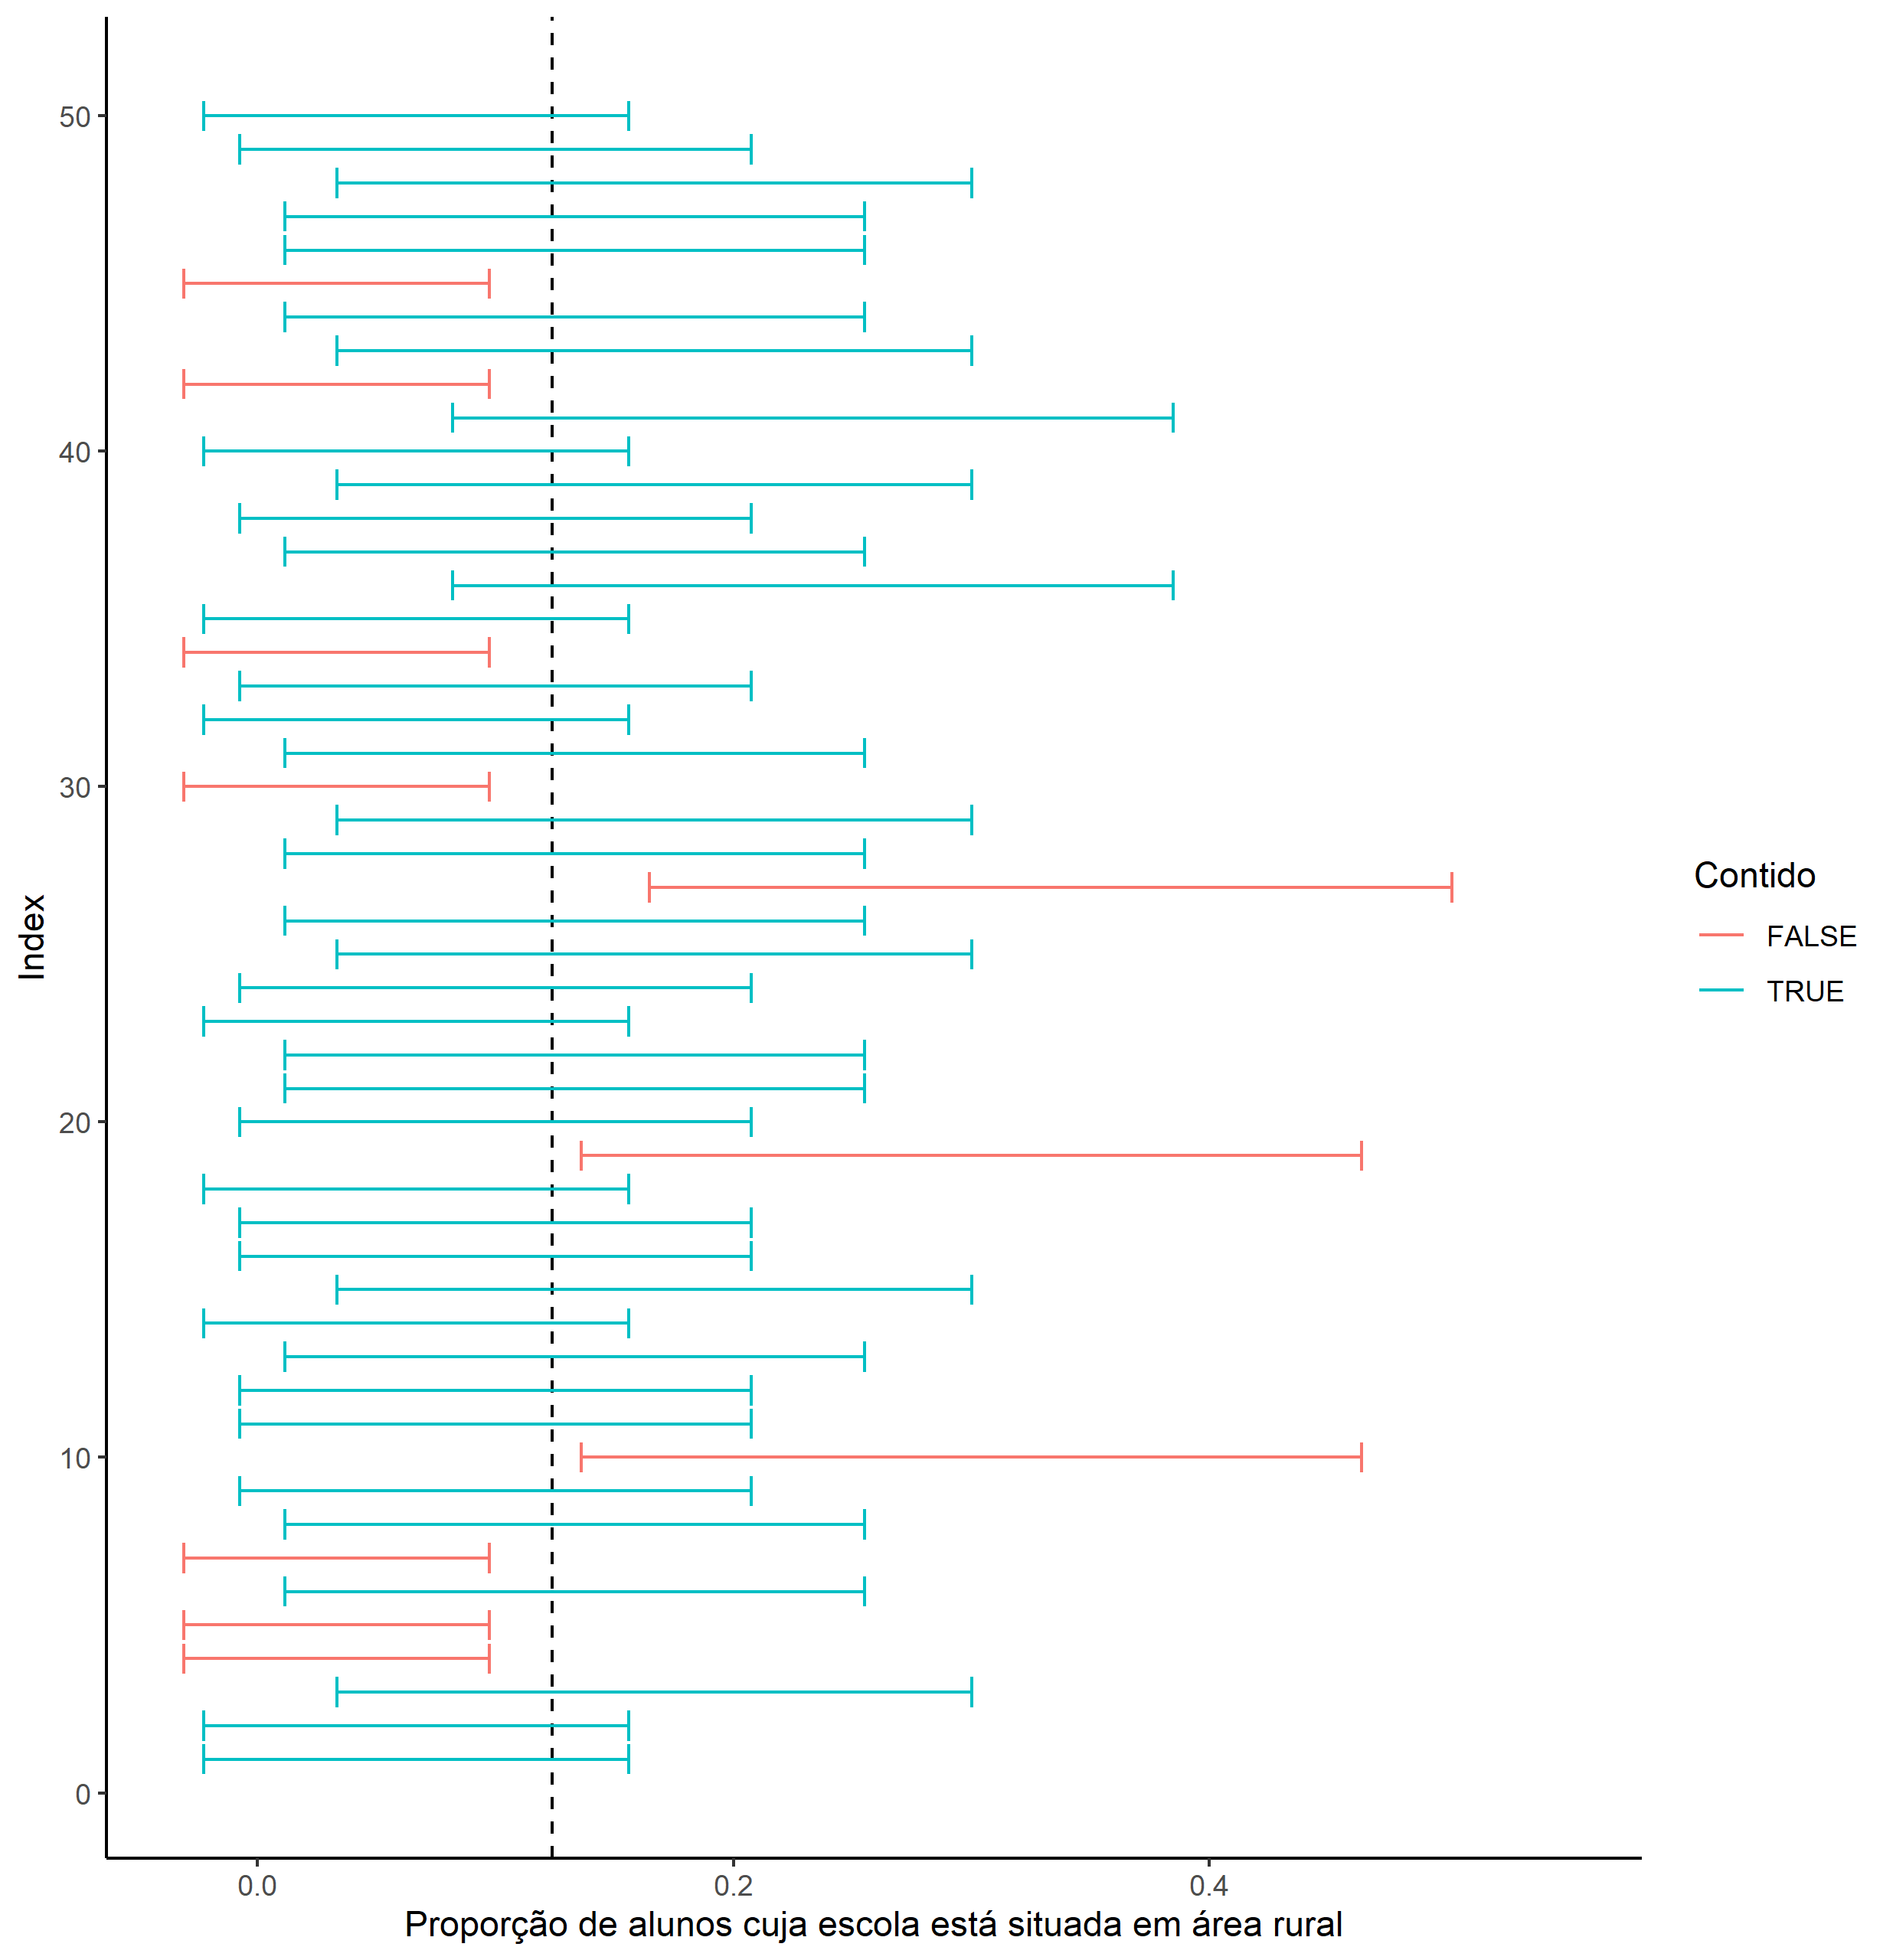 50
40
30
20
10
0
Index
0.0 0.2 0.4
Proporção de alunos cuja escola está situada em área rural
Contido
FALSE
TRUE